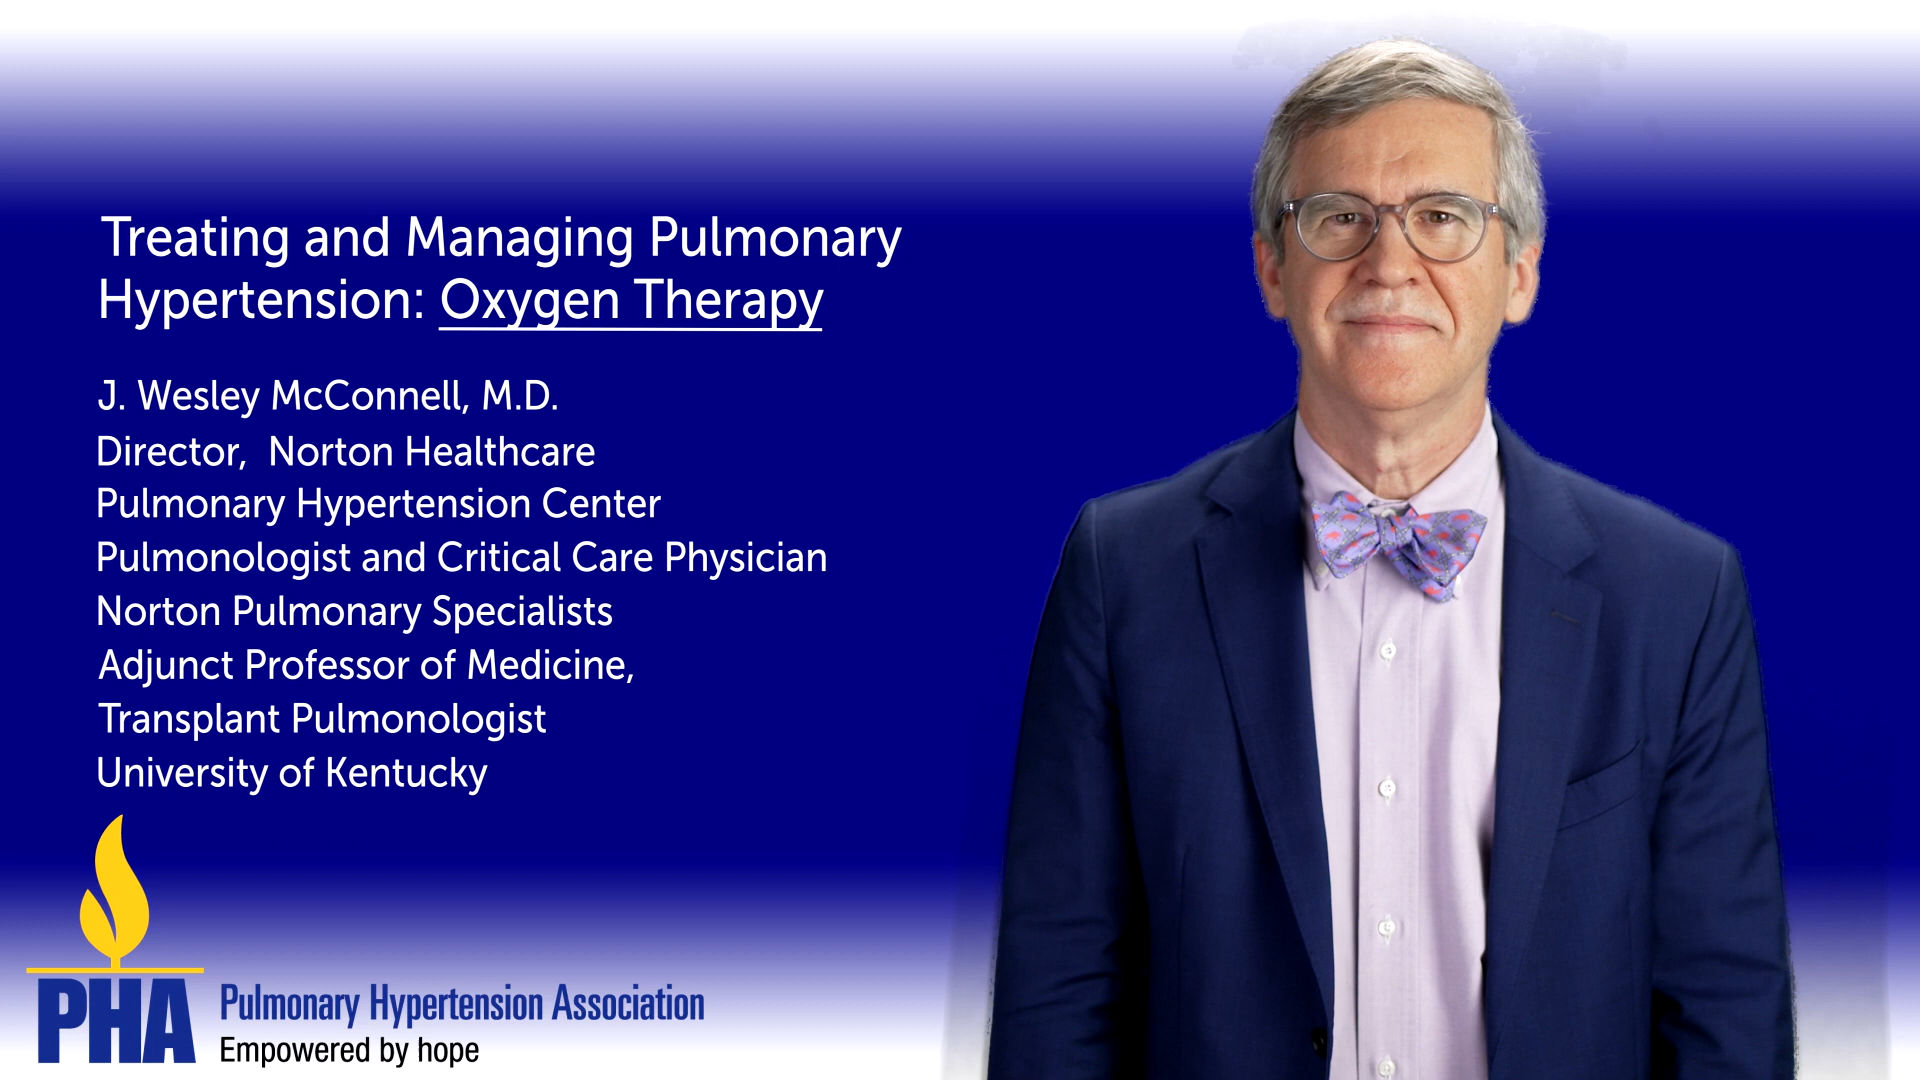 Treating and Managing Pulmonary
Hypertension: Oxygen Therapy
J. Wesley McConnell, M.D.
Director,  Norton Healthcare
Pulmonary Hypertension Center
Pulmonologist and Critical Care Physician
Norton Pulmonary Specialists
Adjunct Professor of Medicine,
Transplant Pulmonologist
University of Kentucky
PHA
Pulmonary Hypertension Association
Empowered by hope